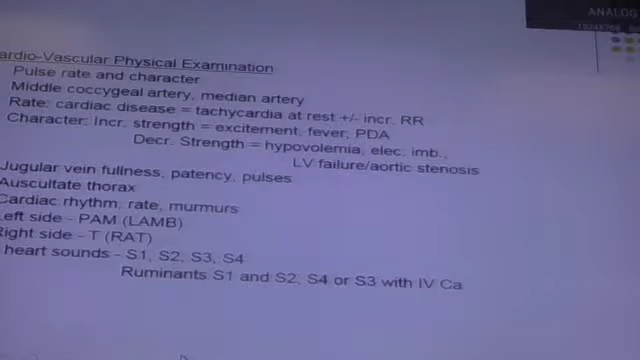 ardio-Vascular Physical Examination
Pulse rate and character
Middle coccygeal artery, median artery
Rate: cardiac disease = tachycardia at rest +/- incr. RR
Character: Incr. strength = excitement, fever, PDA
Decr. Strength = hypovolemia, elec. imb.,
LV failure/aortic stenosis
Jugular vein fullness, patency, pulses
Auscultate thorax
Cardiac rhythm, rate, murmurs
Left side - PAM (LAMB)
Right side - T (RAT)
heart sounds - S1, S2, S3, S4
Ruminants S1 and S2, S4 or S3 with IV Ca
ANALOG